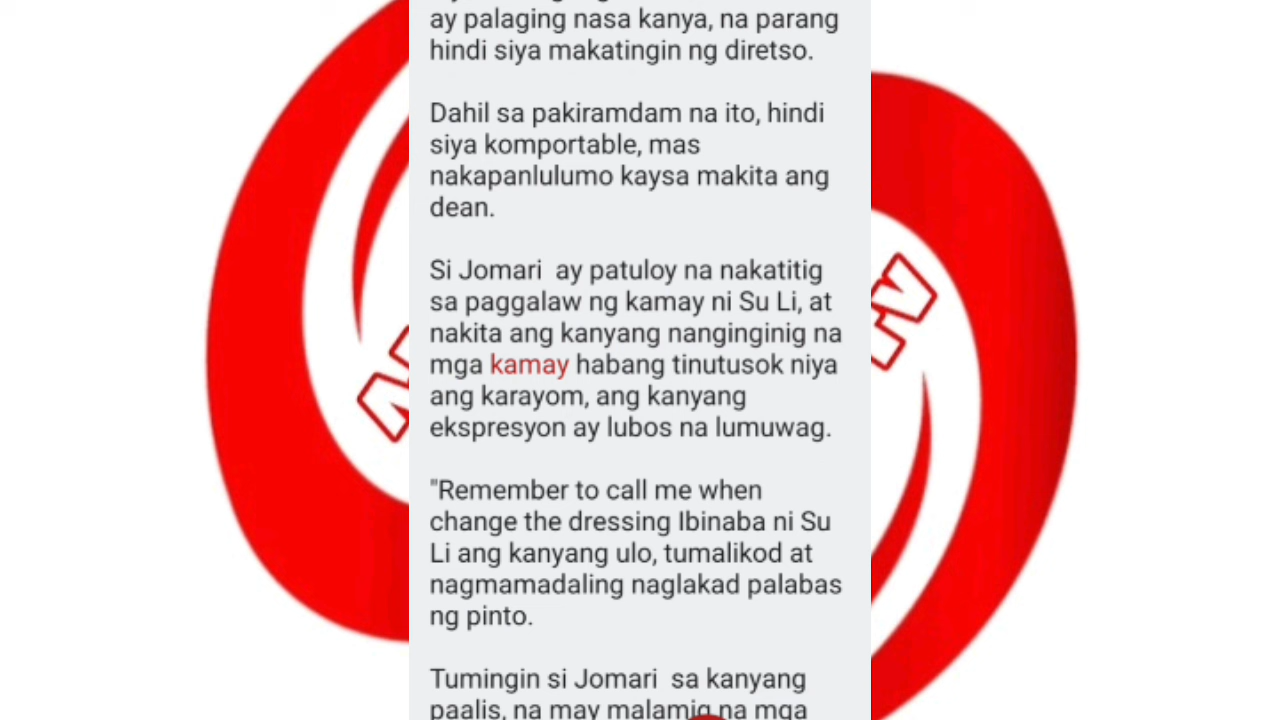 ay palaging nasa kanya, na parang
hindi siya makatingin ng diretso.
Dahil sa pakiramdam na ito, hindi
siya komportable, mas
nakapanlulumo kaysa makita ang
dean.
Si Jomari  ay patuloy na nakatitig
sa paggalaw ng kamay ni Su Li, at
nakita ang kanyang nanginginig na
mga kamay habang tinutusok niya
ang karayom, ang kanyang
ekspresyon ay lubos na lumuwag.
"Remember to call me when
change the dressing Ibinaba ni Su
Li ang kanyang ulo, tumalikod at
nagmamadaling naglakad palabas
ng pinto.
Tumingin si Jomari  sa kanyang
paalis, na may malamig na mga